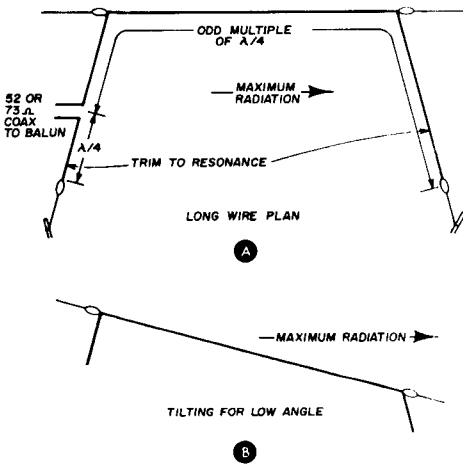 ODD MULTIPLE
OF λ/4
52 OR
73 Ω
COAX
TO BALUN
MAXIMUM
RADIATION
λ/4
TRIM TO RESONANCE
LONG WIRE PLAN
A
MAXIMUM RADIATION
TILTING FOR LOW ANGLE
B